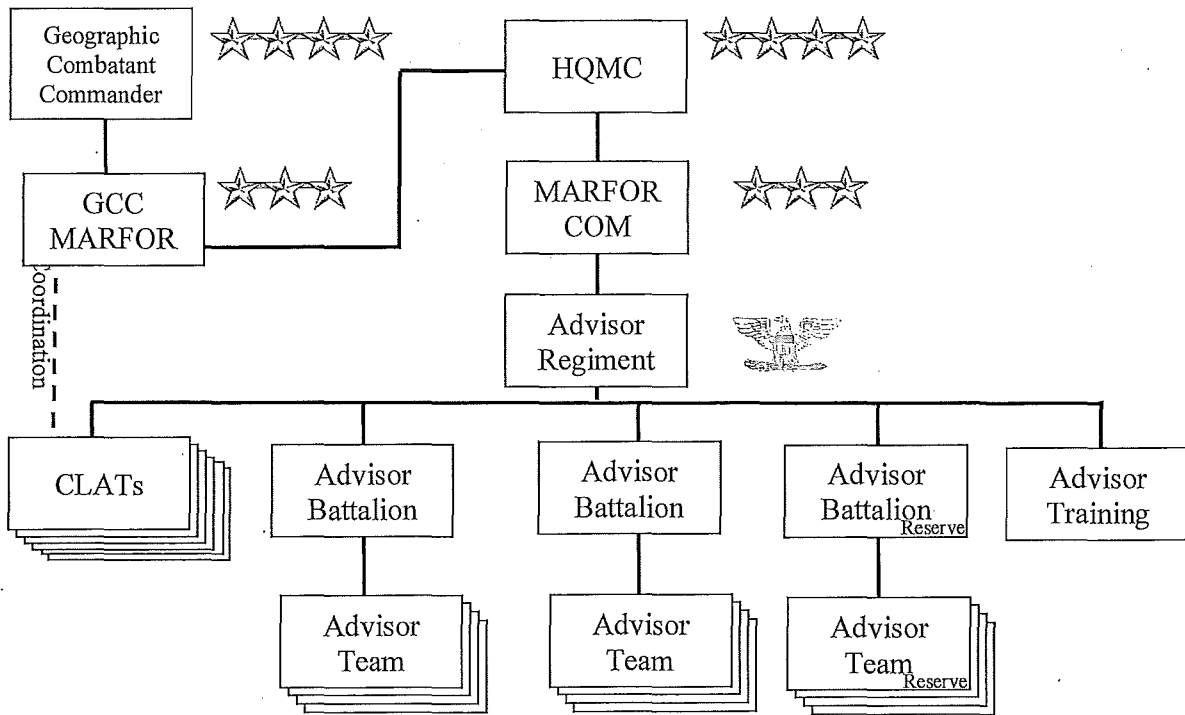 Geographic
Combatant
Commander
HQMC
GCC
MARFOR
MARFOR
COM
Coordination
Advisor
Regiment
CLATs
Advisor
Battalion
Advisor
Battalion
Advisor
Battalion
Reserve
Advisor
Training
Advisor
Team
Advisor
Team
Advisor
Team
Reserve